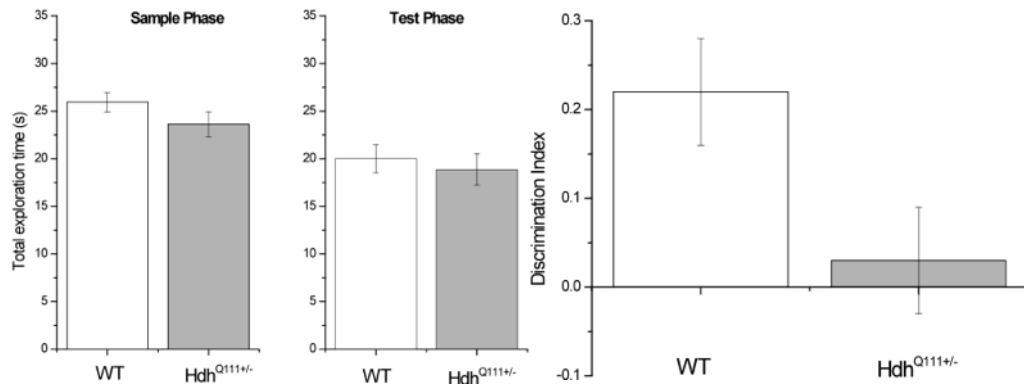 Sample Phase
Total exploration time (s)
35
30
25
20
15
10
5
0
WT
Hdh^Q111+/-
Test Phase
35
30
25
20
15
10
5
0
WT
Hdh^Q111+/-
Discrimination Index
0.3
0.2
0.1
0.0
-0.1
WT
Hdh^Q111+/-